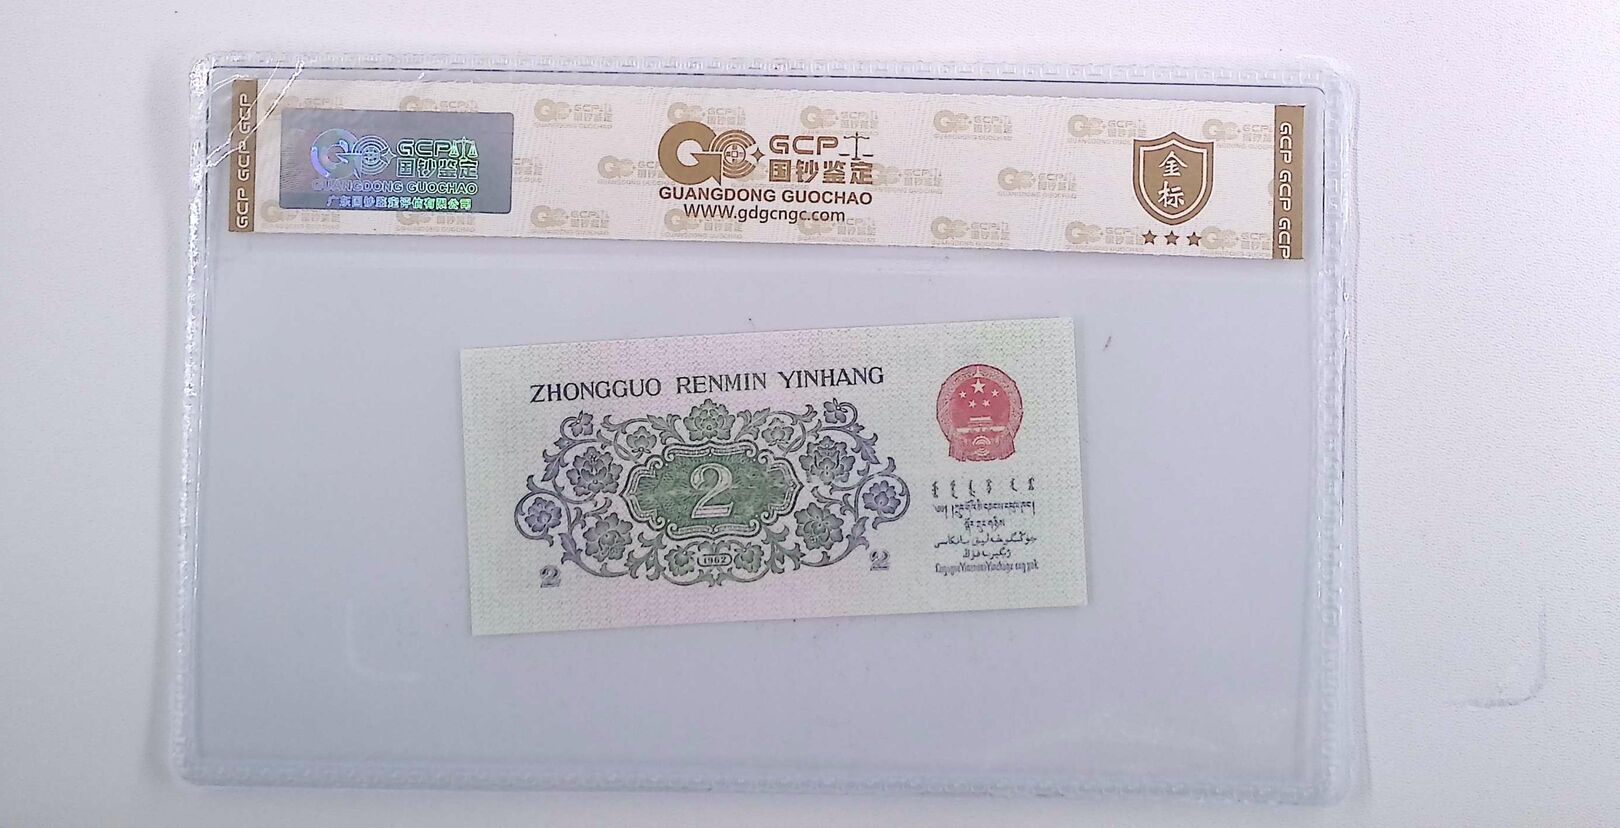 GCP GCP GCP
GCP
国钞鉴定
GUANGDONG GUOCHAO
广东国钞鉴定评估有限公司
GCP
国钞鉴定
GUANGDONG GUOCHAO
WWW.gdgcngc.com
金标
GCP GCP GCP
ZHONGGUO RENMIN YINHANG
2
1962
2
2